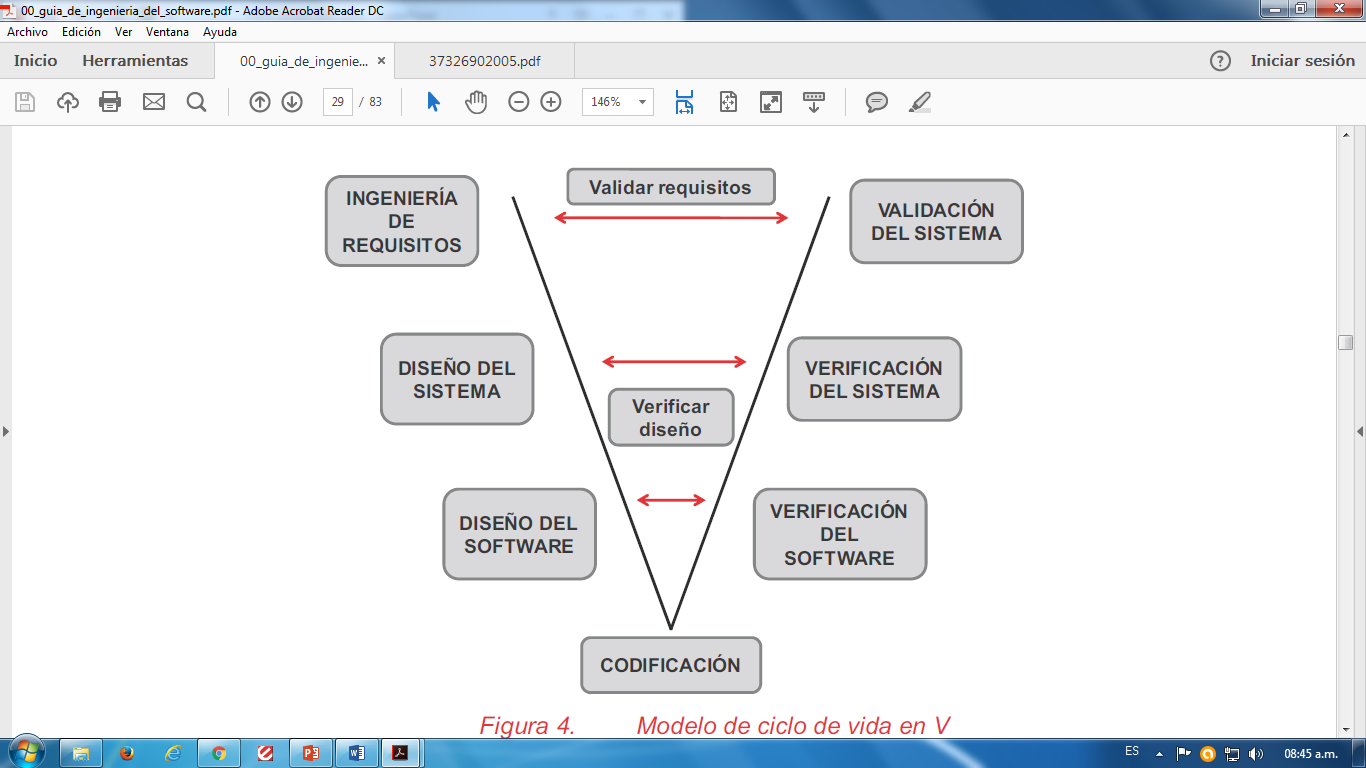 00_guia_de_ingenieria_del_software.pdf - Adobe Acrobat Reader DC
Archivo Edición Ver Ventana Ayuda
Inicio Herramientas 00_guia_de_ingenie... × 37326902005.pdf ? Iniciar sesión
29 / 83 146%
INGENIERÍA
DE
REQUISITOS
Validar requisitos
VALIDACIÓN
DEL SISTEMA
DISEÑO DEL
SISTEMA
VERIFICACIÓN
DEL SISTEMA
Verificar
diseño
DISEÑO DEL
SOFTWARE
VERIFICACIÓN
DEL
SOFTWARE
CODIFICACIÓN
Figura 4. Modelo de ciclo de vida en V
ES 08:45 a.m.